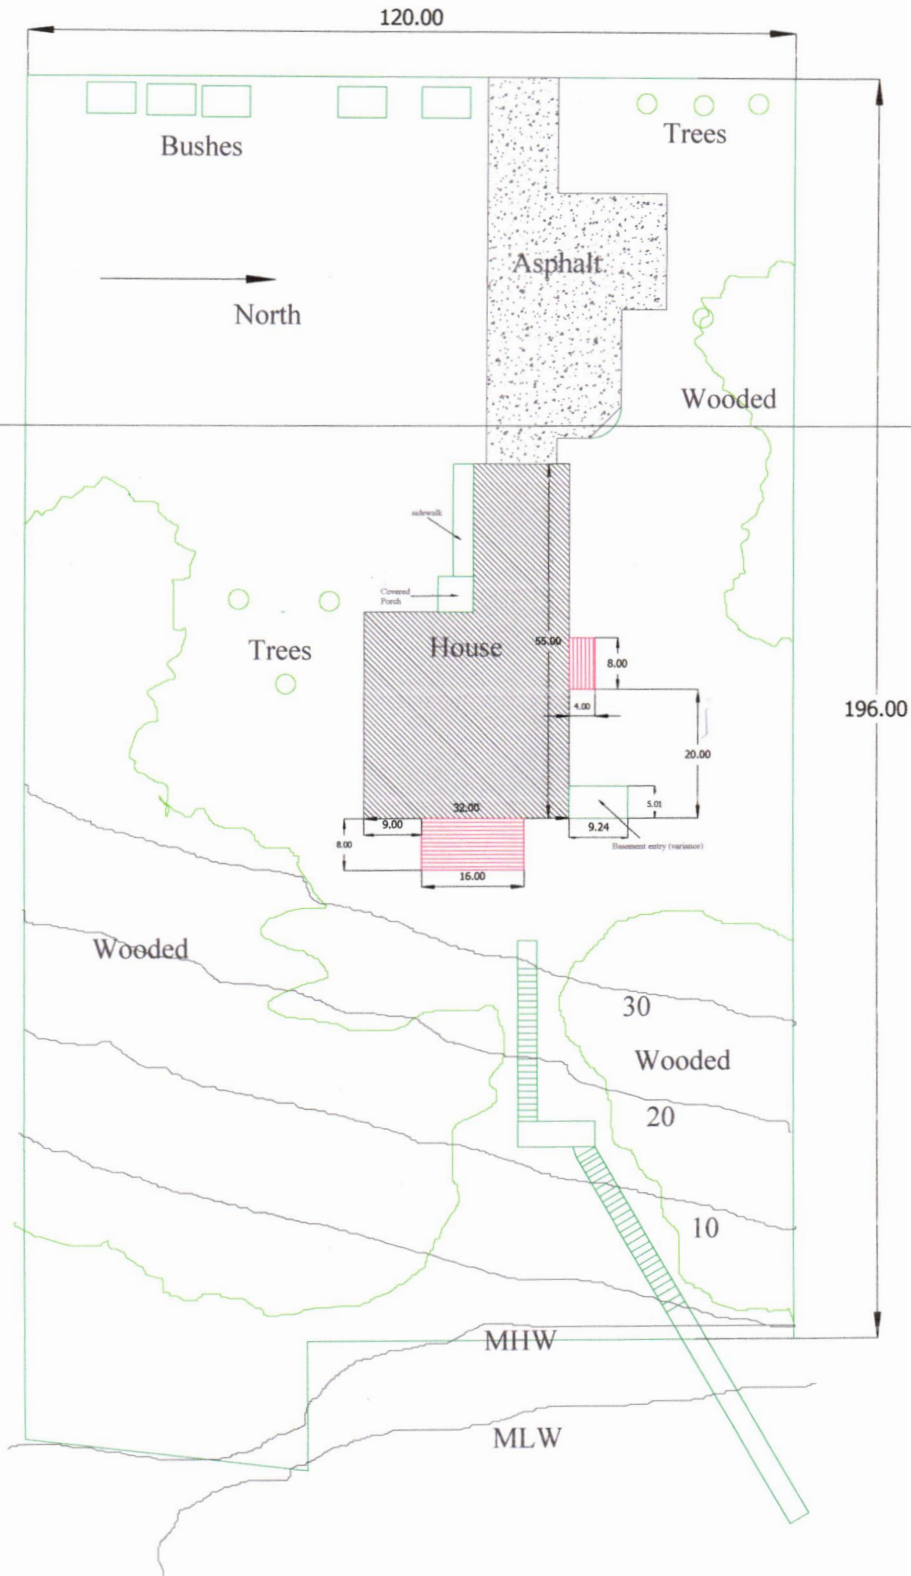 120.00
Bushes
Trees
Asphalt
North
Wooded
sidewalk
Covered
Porch
Trees
House
55.00
8.00
4.00
196.00
20.00
5.01
32.00
9.00
9.24
8.00
Basement entry (variance)
16.00
Wooded
30
Wooded
20
10
MHW
MLW